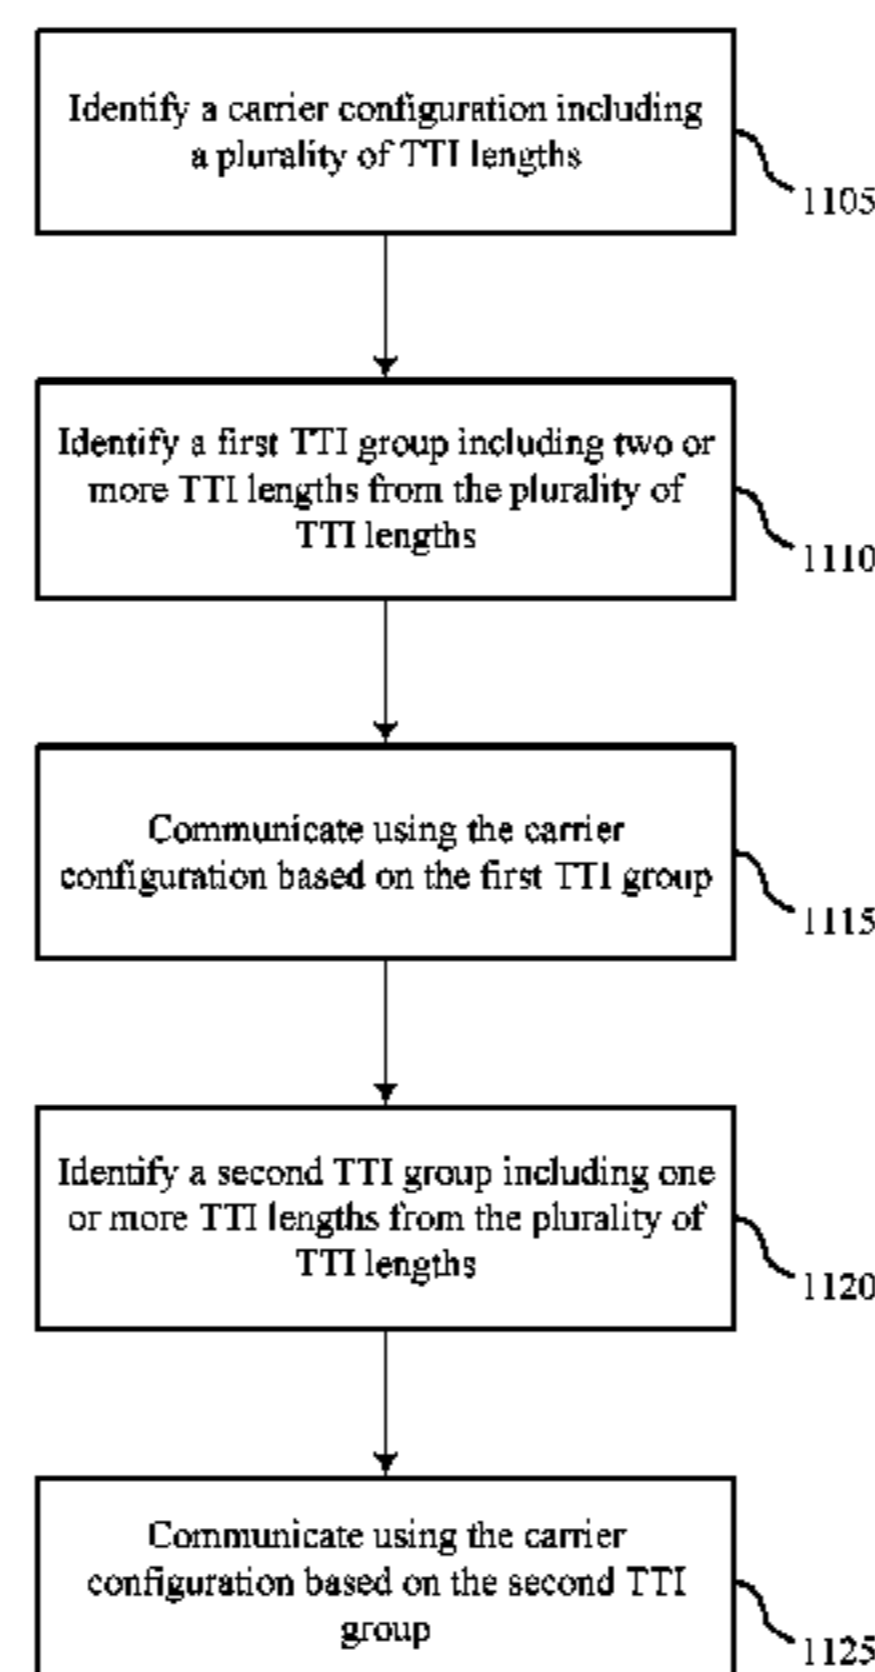 Identify a carrier configuration including
a plurality of TTI lengths
1105
Identify a first TTI group including two or
more TTI lengths from the plurality of
TTI lengths
1110
Communicate using the carrier
configuration based on the first TTI group
1115
Identify a second TTI group including one
or more TTI lengths from the plurality of
TTI lengths
1120
Communicate using the carrier
configuration based on the second TTI
group
1125